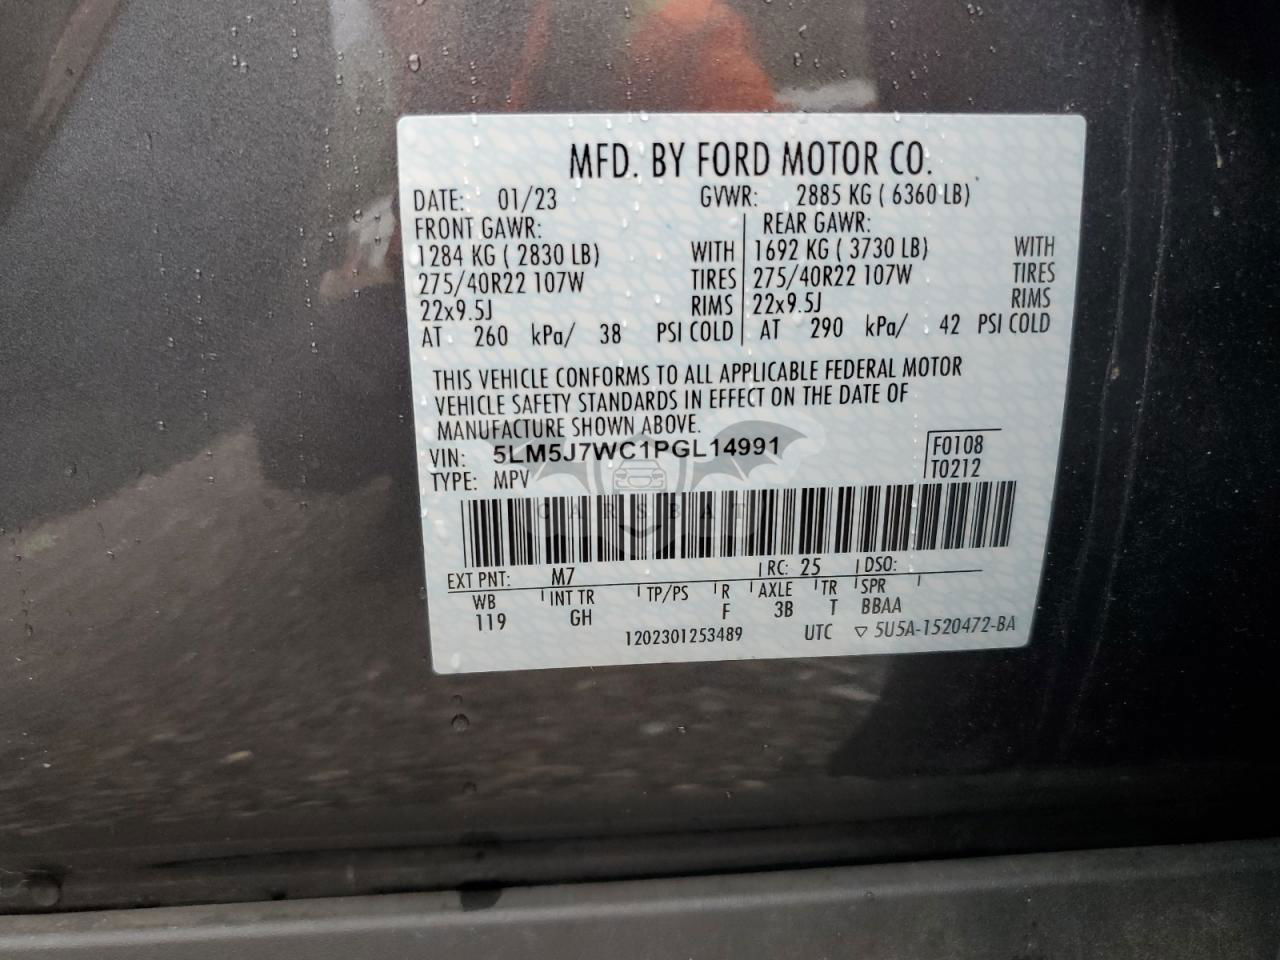 MFD. BY FORD MOTOR CO.
DATE: 01/23 GVWR: 2885 KG ( 6360 LB)
FRONT GAWR: REAR GAWR:
1284 KG ( 2830 LB) WITH 1692 KG ( 3730 LB) WITH
275/40R22 107W TIRES 275/40R22 107W TIRES
22x9.5J RIMS 22x9.5J RIMS
AT 260 kPa/ 38 PSI COLD AT 290 kPa/ 42 PSI COLD
THIS VEHICLE CONFORMS TO ALL APPLICABLE FEDERAL MOTOR
VEHICLE SAFETY STANDARDS IN EFFECT ON THE DATE OF
MANUFACTURE SHOWN ABOVE.
VIN: 5LM5J7WC1PGL14991 F0108
TYPE: MPV T0212
CARSBAT
EXT PNT: M7 RC: 25 DSO:
WB INT TR TP/PS R AXLE TR SPR
119 GH F 3B T BBAA
1202301253489 UTC ▽ 5U5A-1520472-BA